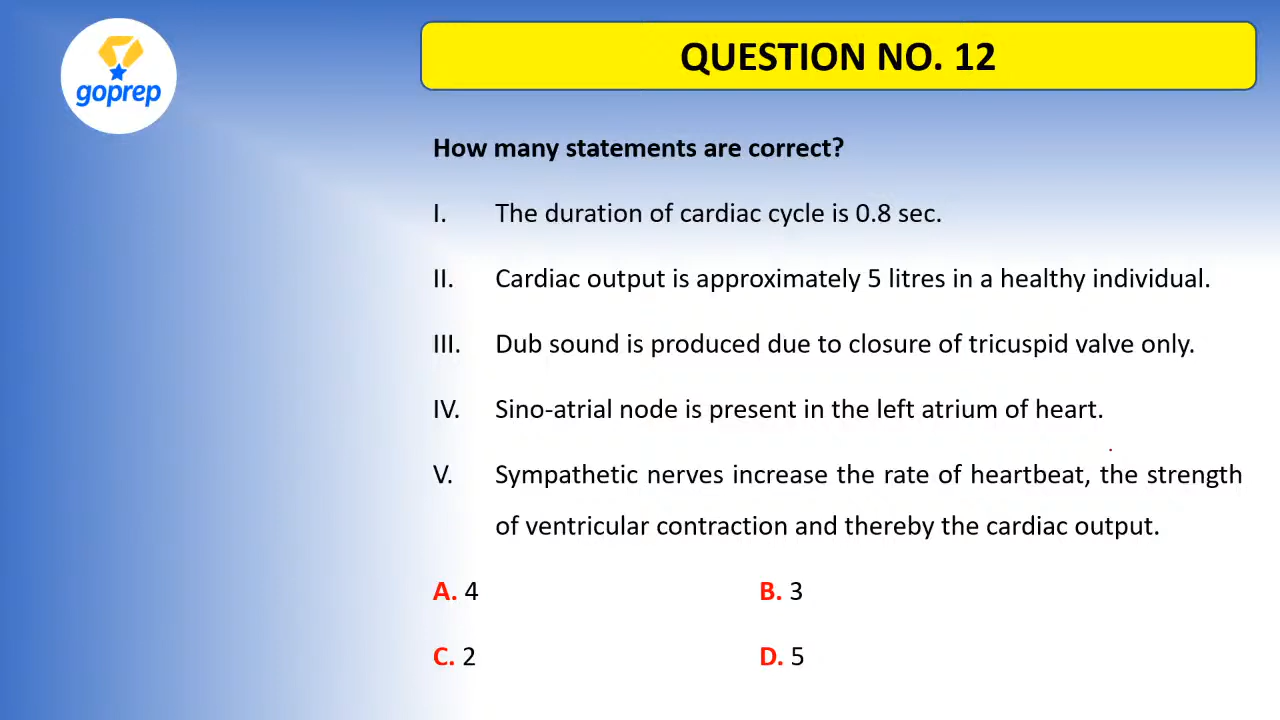 goprep
QUESTION NO. 12
How many statements are correct?
I. The duration of cardiac cycle is 0.8 sec.
II. Cardiac output is approximately 5 litres in a healthy individual.
III. Dub sound is produced due to closure of tricuspid valve only.
IV. Sino-atrial node is present in the left atrium of heart.
V. Sympathetic nerves increase the rate of heartbeat, the strength
of ventricular contraction and thereby the cardiac output.
A. 4 B. 3
C. 2 D. 5